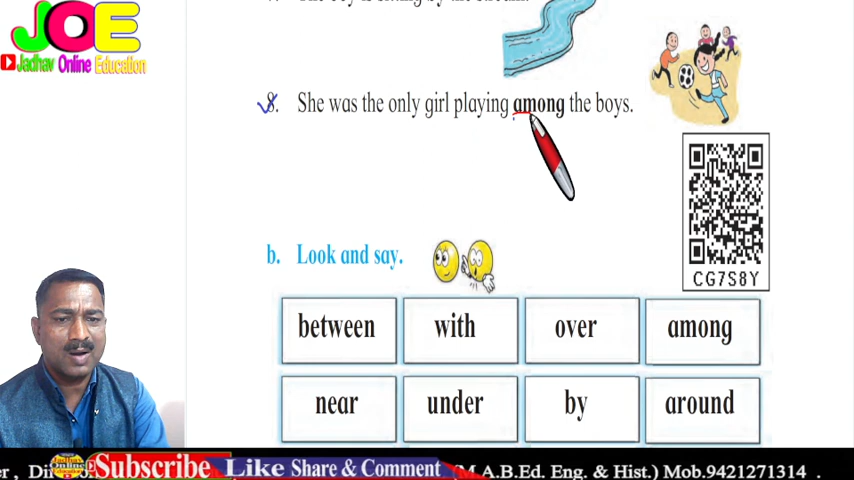 JOE
Jadhav Online Education
8. She was the only girl playing among the boys.
CG7S8Y
b. Look and say.
between with over among
near under by around
Subscribe Like Share & Comment (M A.B.Ed. Eng. & Hist.) Mob.9421271314 .